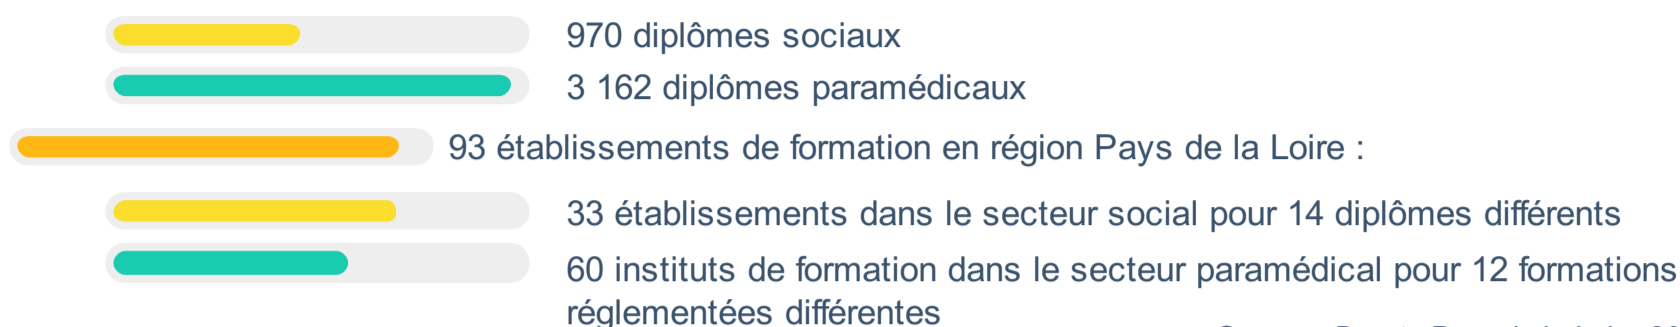 970 diplômes sociaux
3 162 diplômes paramédicaux
93 établissements de formation en région Pays de la Loire :
33 établissements dans le secteur social pour 14 diplômes différents
60 instituts de formation dans le secteur paramédical pour 12 formations
réglementées différentes